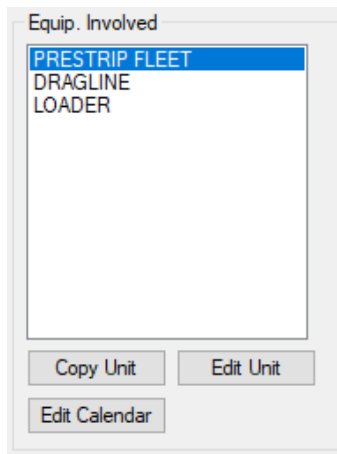 Equip. Involved
PRESTRIP FLEET
DRAGLINE
LOADER
Copy Unit
Edit Unit
Edit Calendar